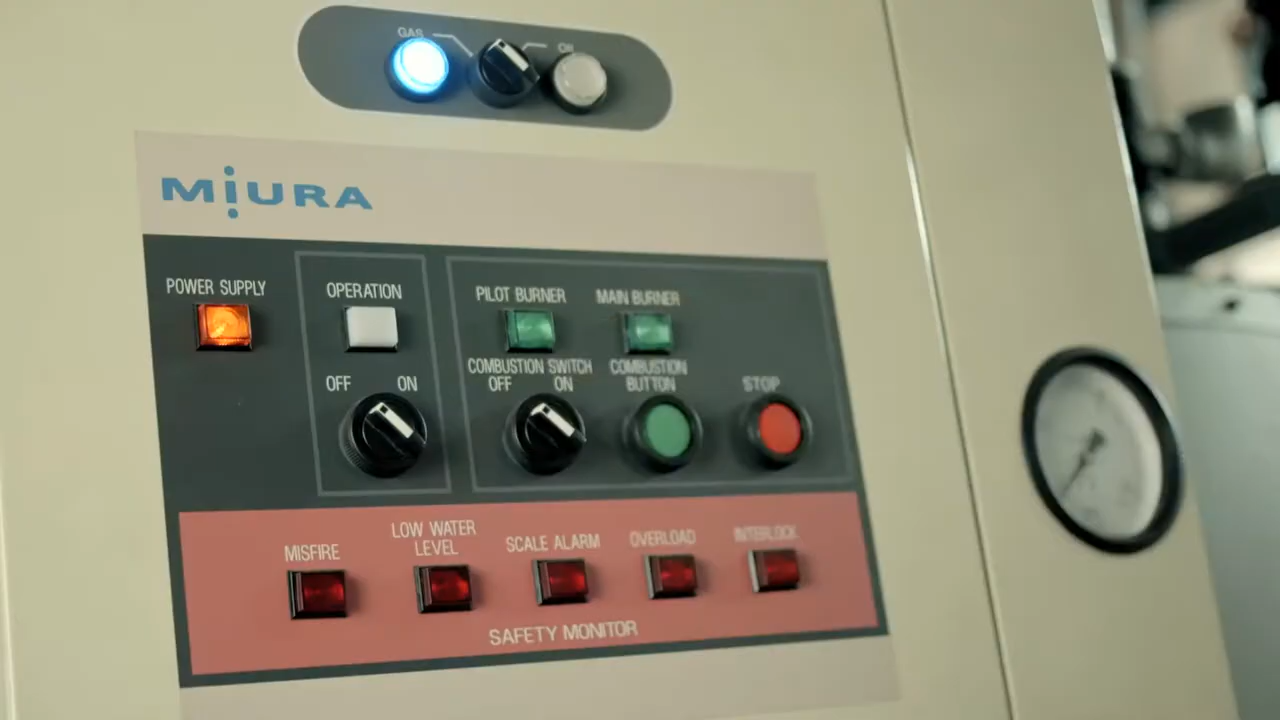 GAS
OIL
MiURA
POWER SUPPLY
OPERATION
OFF ON
PILOT BURNER
MAIN BURNER
COMBUSTION SWITCH
OFF ON
COMBUSTION
BUTTON
STOP
MISFIRE
LOW WATER
LEVEL
SCALE ALARM
OVERLOAD
INTERLOCK
SAFETY MONITOR